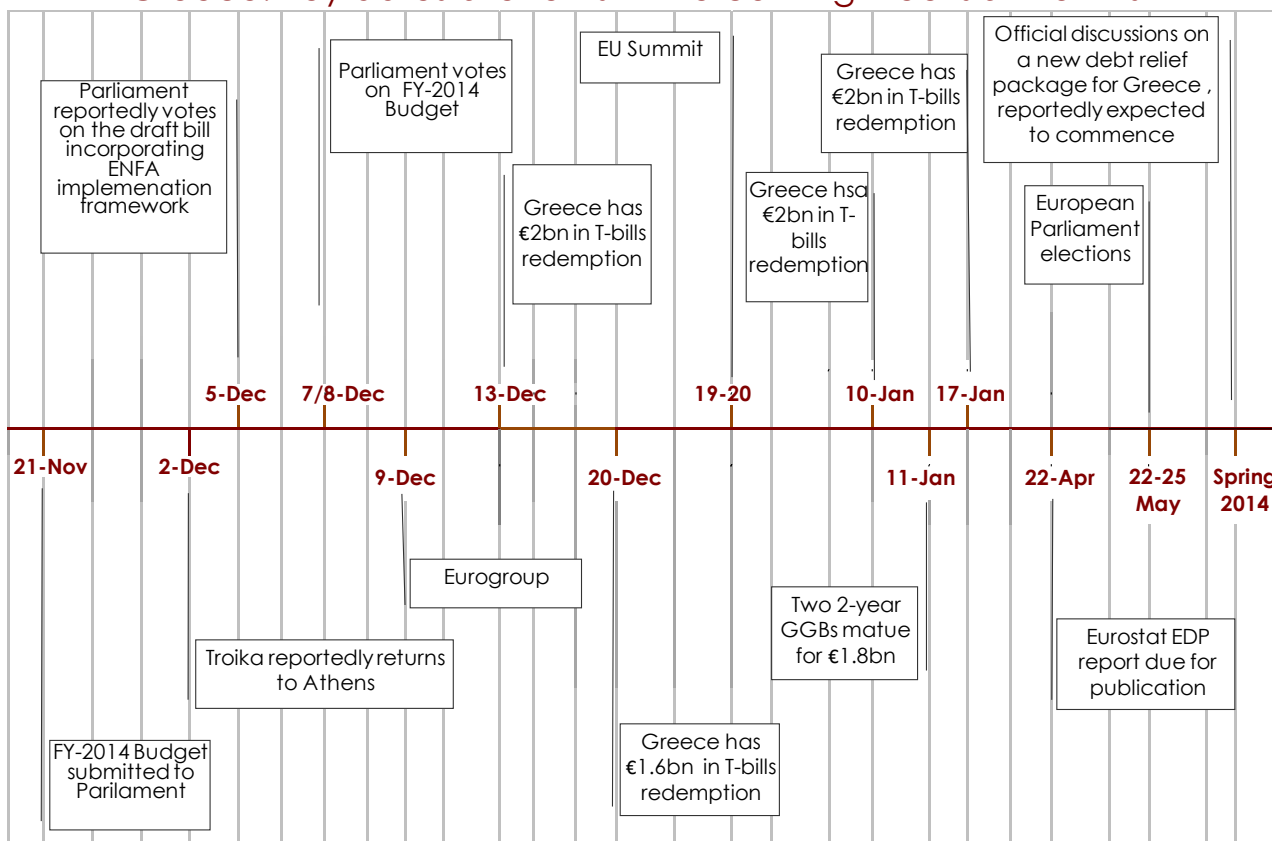 EU Summit
Official discussions on
a new debt relief
package for Greece ,
reportedly expected
to commence
Parliament votes
on FY-2014
Budget
Greece has
€2bn in T-bills
redemption
Parliament
reportedly votes
on the draft bill
incorporating
ENFA
implemenation
framework
Greece has
€2bn in T-bills
redemption
Greece hsa
€2bn in T-
bills
redemption
European
Parliament
elections
5-Dec
7/8-Dec
13-Dec
19-20
10-Jan
17-Jan
21-Nov
2-Dec
9-Dec
20-Dec
11-Jan
22-Apr
22-25
May
Spring
2014
Eurogroup
Two 2-year
GGBs matue
for €1.8bn
Eurostat EDP
report due for
publication
Troika reportedly returns
to Athens
FY-2014 Budget
submitted to
Parilament
Greece has
€1.6bn in T-bills
redemption